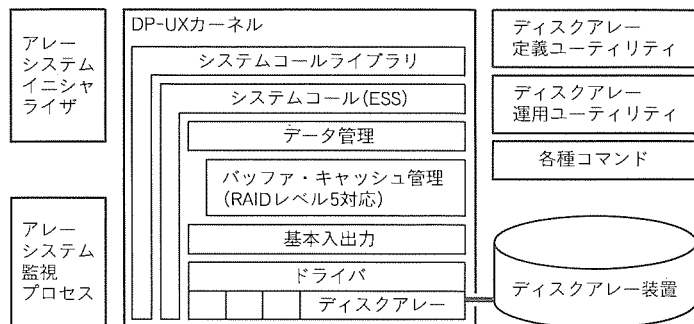 アレー
システム
イニシャ
ライザ
アレー
システム
監視
プロセス
DP-UXカーネル
システムコールライブラリ
システムコール(ESS)
データ管理
バッファ・キャッシュ管理
(RAIDレベル5対応)
基本入出力
ドライバ
ディスクアレー
ディスクアレー
定義ユーティリティ
ディスクアレー
運用ユーティリティ
各種コマンド
ディスクアレー装置